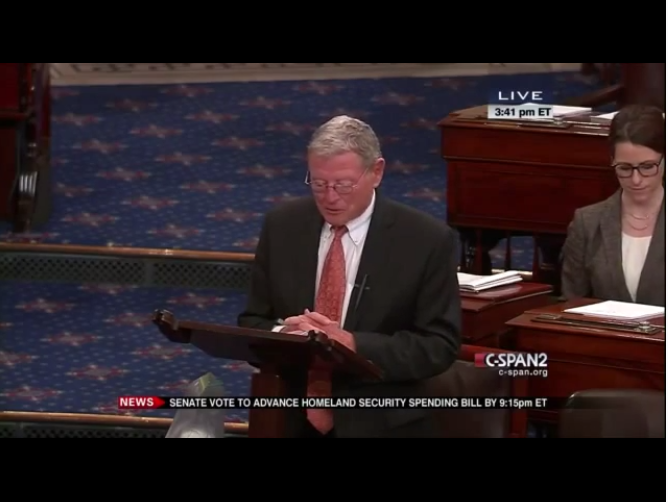 LIVE
3:41 pm ET
C-SPAN2
c-span.org
NEWS SENATE VOTE TO ADVANCE HOMELAND SECURITY SPENDING BILL BY 9:15pm ET